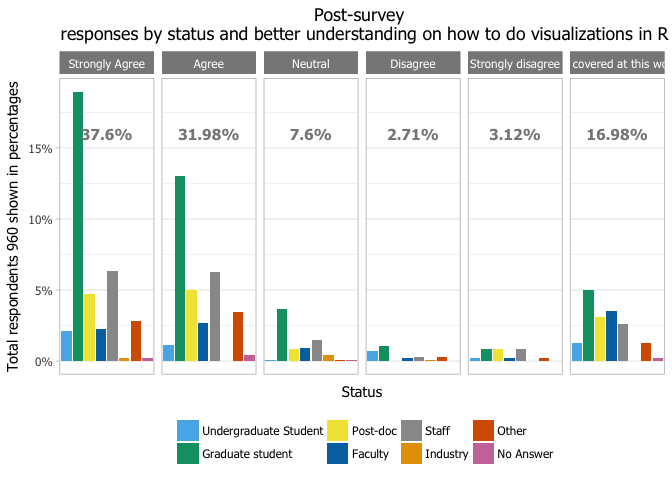 Post-survey
responses by status and better understanding on how to do visualizations in R
Strongly Agree
Agree
Neutral
Disagree
Strongly disagree
covered at this
37.6%
31.98%
7.6%
2.71%
3.12%
16.98%
15%
10%
5%
0%
Total respondents 960 shown in percentages
Status
Undergraduate Student
Post-doc
Staff
Other
Graduate student
Faculty
Industry
No Answer